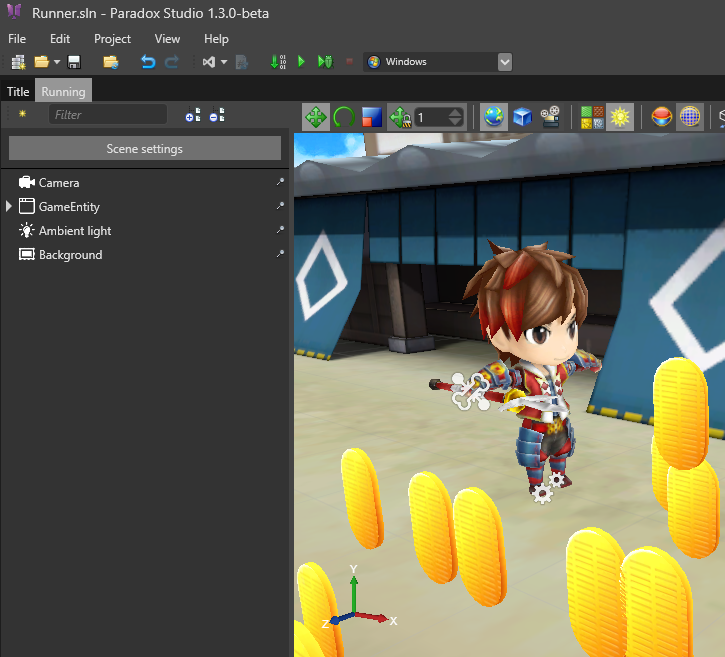 Runner.sln - Paradox Studio 1.3.0-beta
File Edit Project View Help
Windows
Title Running
Filter
1
Scene settings
Camera
GameEntity
Ambient light
Background
Y
Z X